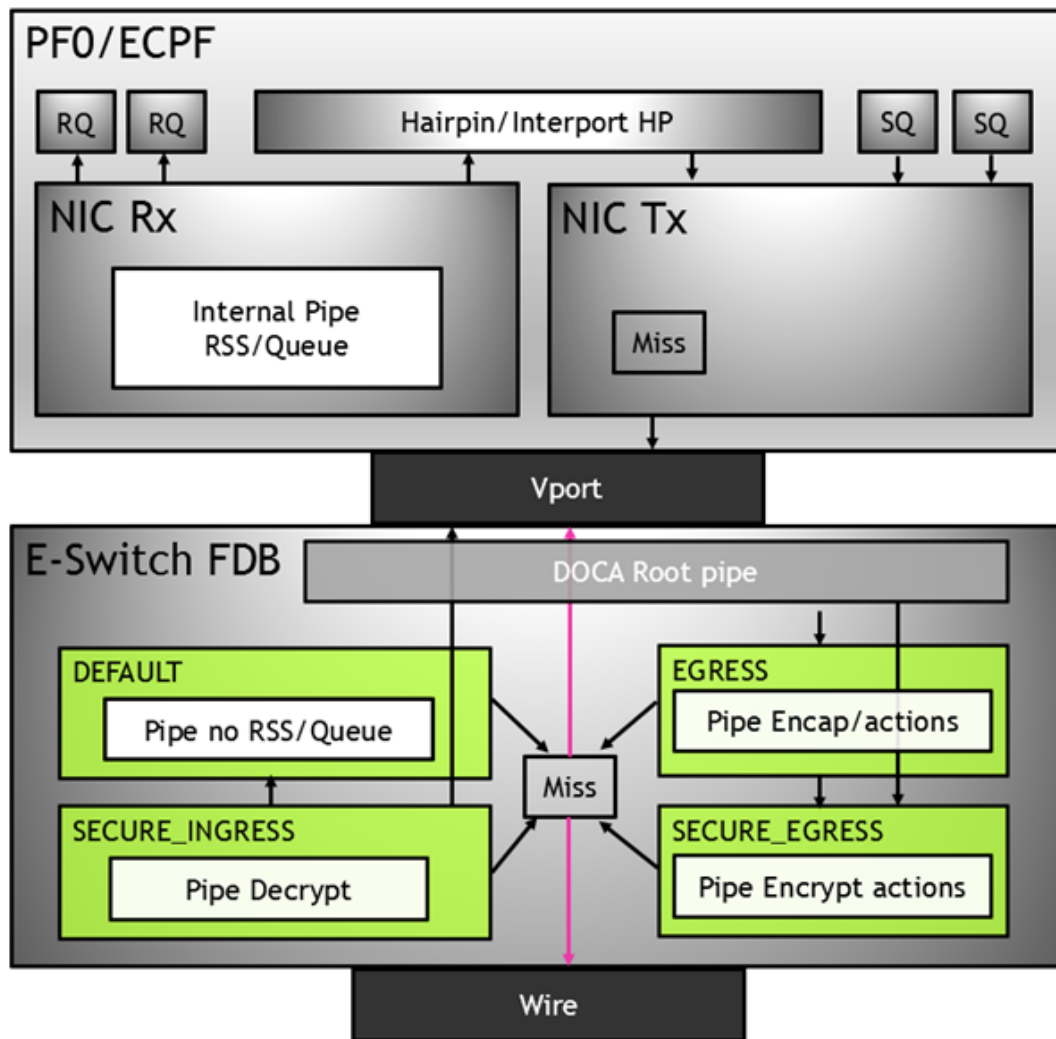 PF0/ECPF
RQ
RQ
Hairpin/Interport HP
SQ
SQ
NIC Rx
NIC Tx
Internal Pipe
RSS/Queue
Miss
Vport
E-Switch FDB
DOCA Root pipe
DEFAULT
Pipe no RSS/Queue
EGRESS
Pipe Encap/actions
Miss
SECURE_INGRESS
Pipe Decrypt
SECURE_EGRESS
Pipe Encrypt actions
Wire